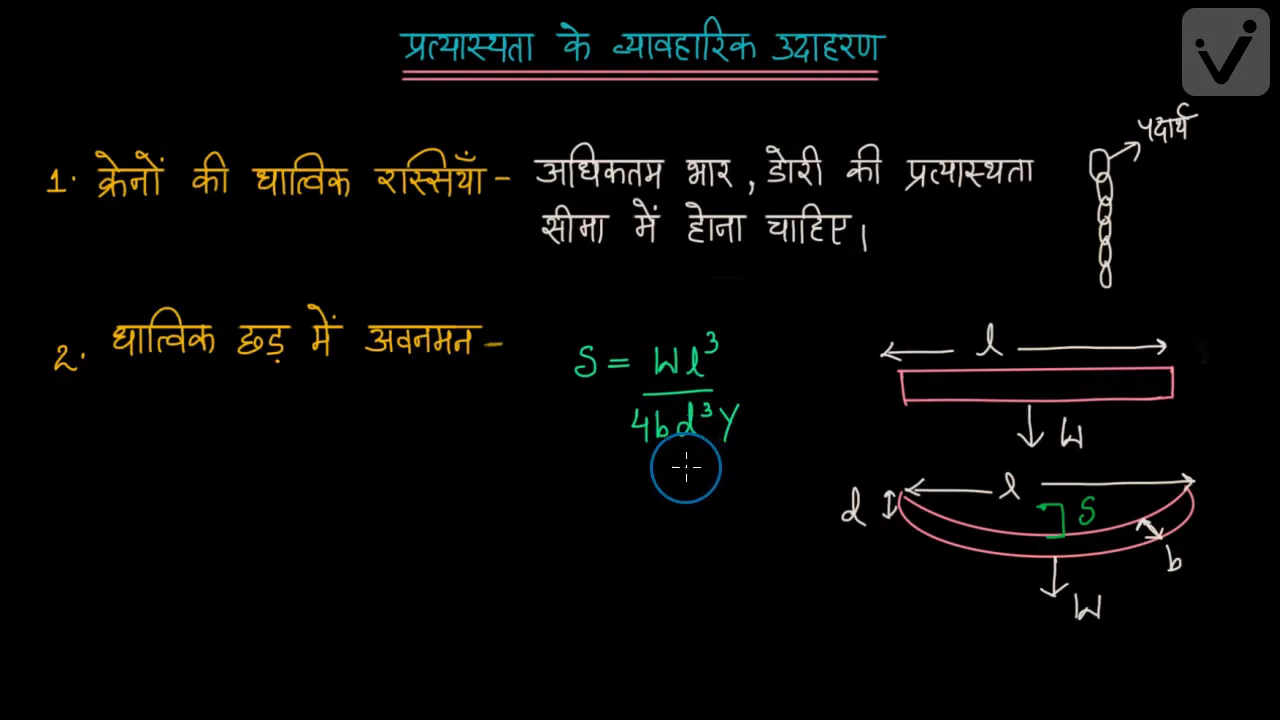 प्रत्यास्थता के व्यावहारिक उदाहरण
1. क्रेनों की धात्विक रस्सियाँ - अधिकतम भार, डोरी की प्रत्यास्थता
सीमा में होना चाहिए।
पदार्थ
2. धात्विक छड़ में अवनमन -
S = Wl³
4bd³Y
l
W
l
d
S
b
W